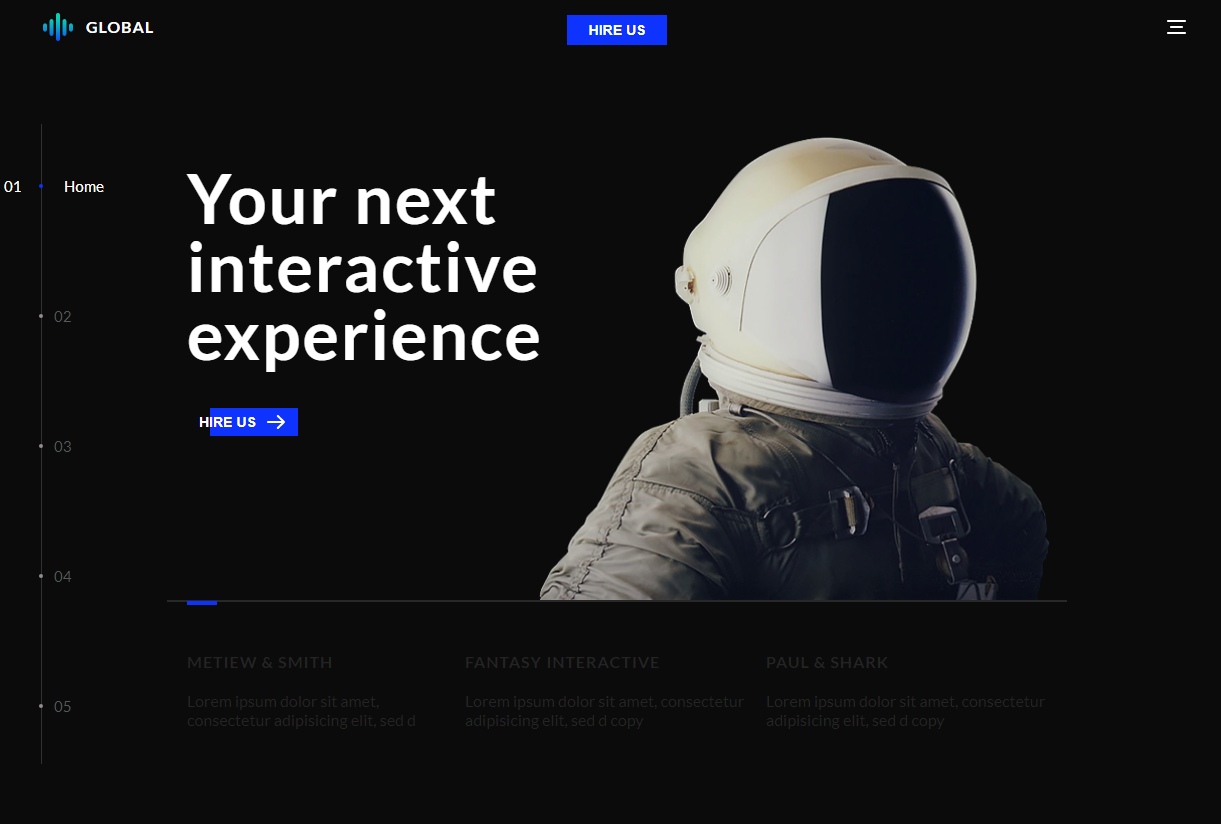 GLOBAL
HIRE US
01
Home
Your next
interactive
experience
02
HIRE US
03
04
METIEW & SMITH
Lorem ipsum dolor sit amet,
consectetur adipisicing elit, sed d
FANTASY INTERACTIVE
Lorem ipsum dolor sit amet, consectetur
adipisicing elit, sed d copy
PAUL & SHARK
Lorem ipsum dolor sit amet, consectetur
adipisicing elit, sed d copy
05